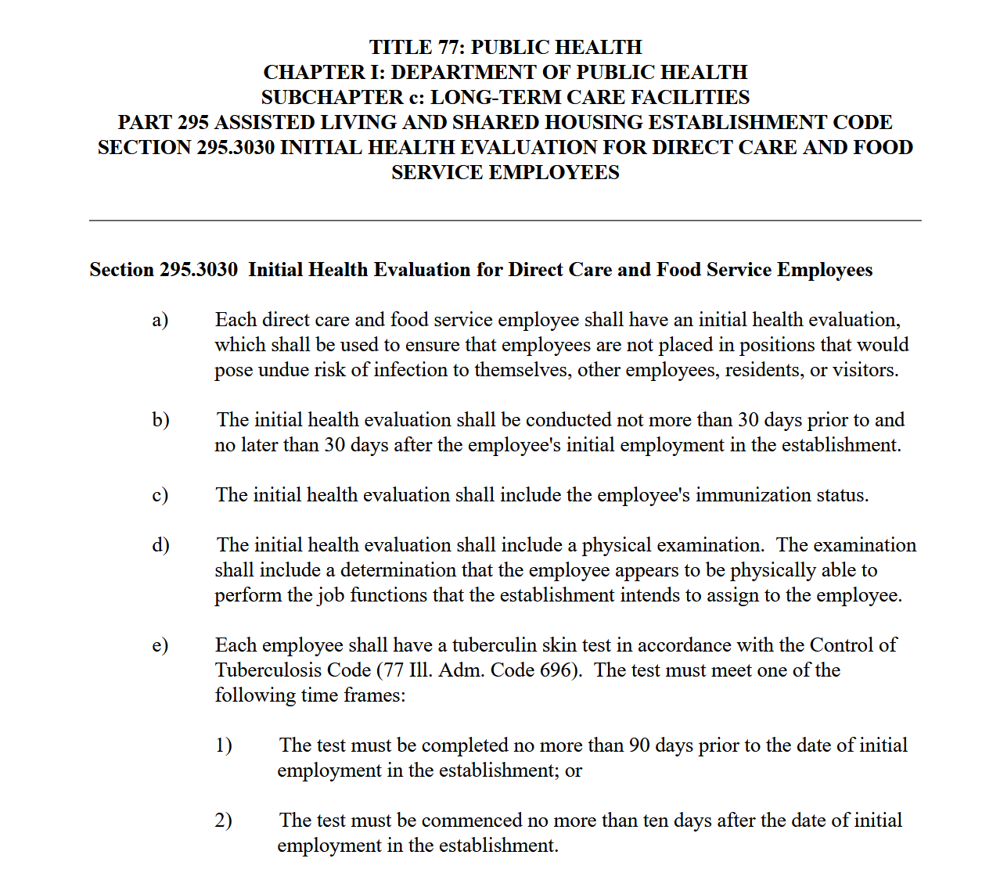 TITLE 77: PUBLIC HEALTH
CHAPTER I: DEPARTMENT OF PUBLIC HEALTH
SUBCHAPTER c: LONG-TERM CARE FACILITIES
PART 295 ASSISTED LIVING AND SHARED HOUSING ESTABLISHMENT CODE
SECTION 295.3030 INITIAL HEALTH EVALUATION FOR DIRECT CARE AND FOOD
SERVICE EMPLOYEES
Section 295.3030  Initial Health Evaluation for Direct Care and Food Service Employees
a) Each direct care and food service employee shall have an initial health evaluation,
which shall be used to ensure that employees are not placed in positions that would
pose undue risk of infection to themselves, other employees, residents, or visitors.
b) The initial health evaluation shall be conducted not more than 30 days prior to and
no later than 30 days after the employee's initial employment in the establishment.
c) The initial health evaluation shall include the employee's immunization status.
d) The initial health evaluation shall include a physical examination.  The examination
shall include a determination that the employee appears to be physically able to
perform the job functions that the establishment intends to assign to the employee.
e) Each employee shall have a tuberculin skin test in accordance with the Control of
Tuberculosis Code (77 Ill. Adm. Code 696).  The test must meet one of the
following time frames:
1) The test must be completed no more than 90 days prior to the date of initial
employment in the establishment; or
2) The test must be commenced no more than ten days after the date of initial
employment in the establishment.